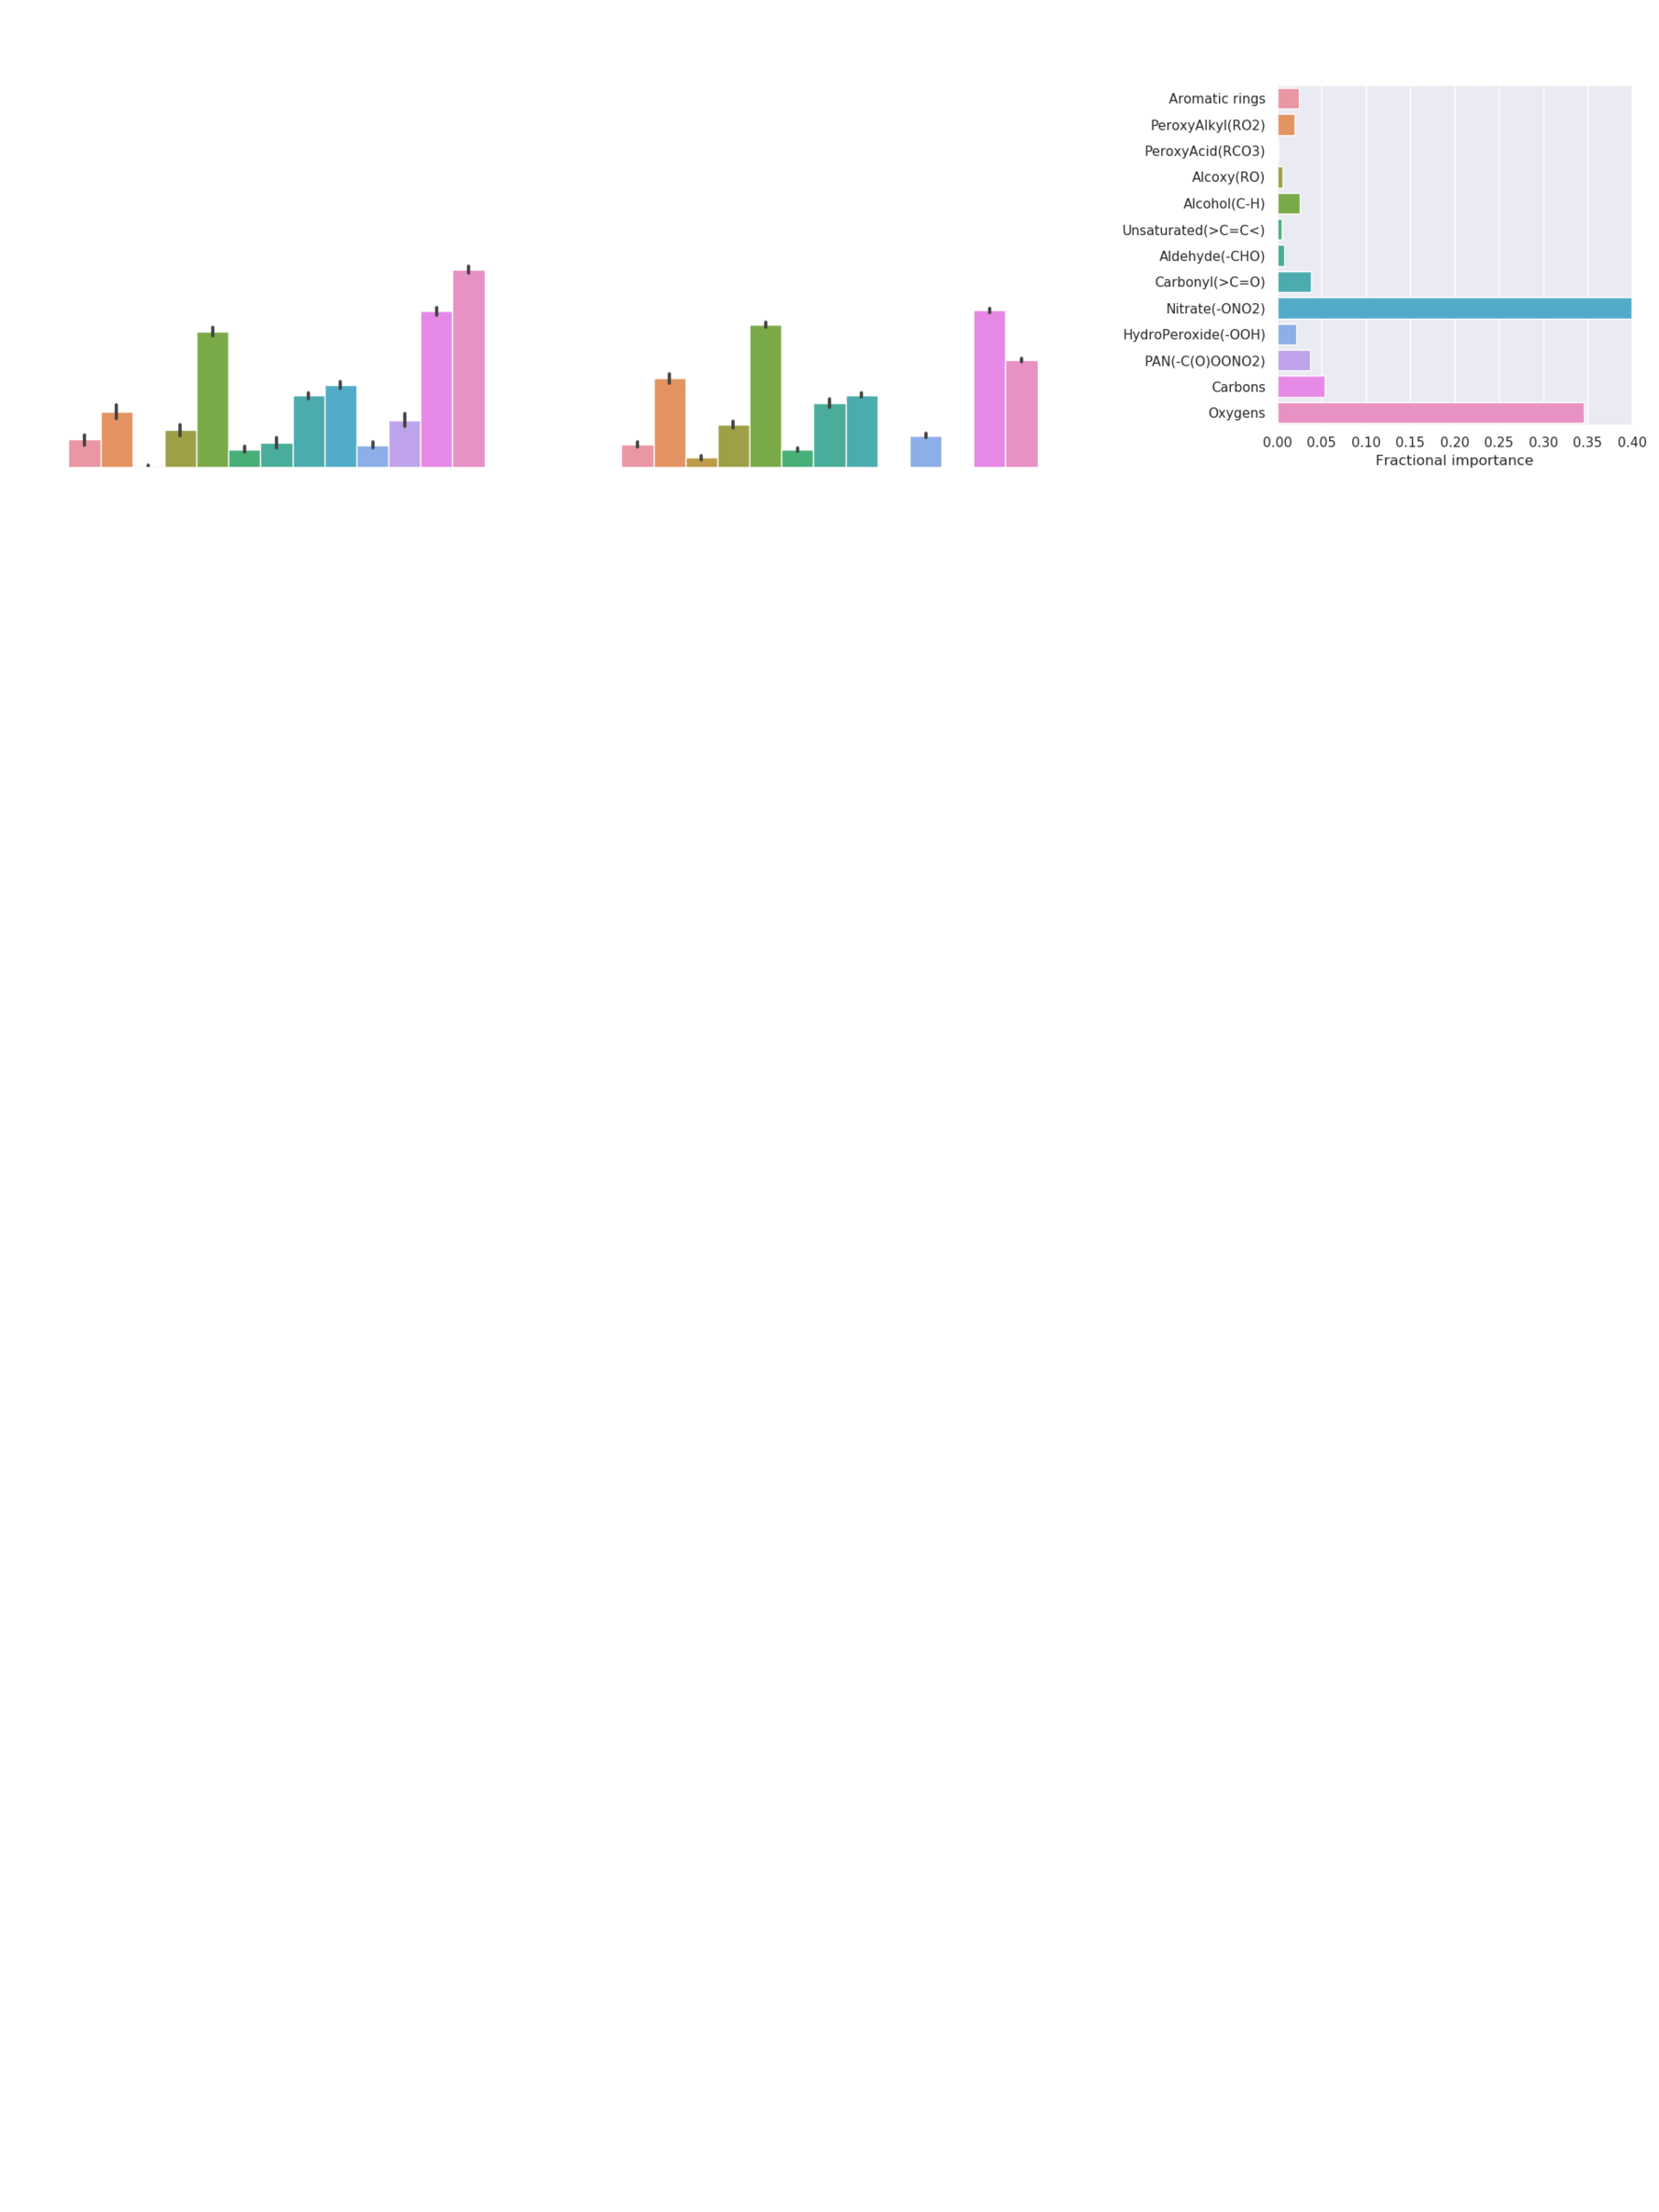 Aromatic rings
PeroxyAlkyl(RO2)
PeroxyAcid(RCO3)
Alcoxy(RO)
Alcohol(C-H)
Unsaturated(>C=C<)
Aldehyde(-CHO)
Carbonyl(>C=O)
Nitrate(-ONO2)
HydroPeroxide(-OOH)
PAN(-C(O)OONO2)
Carbons
Oxygens
0.00 0.05 0.10 0.15 0.20 0.25 0.30 0.35 0.40
Fractional importance